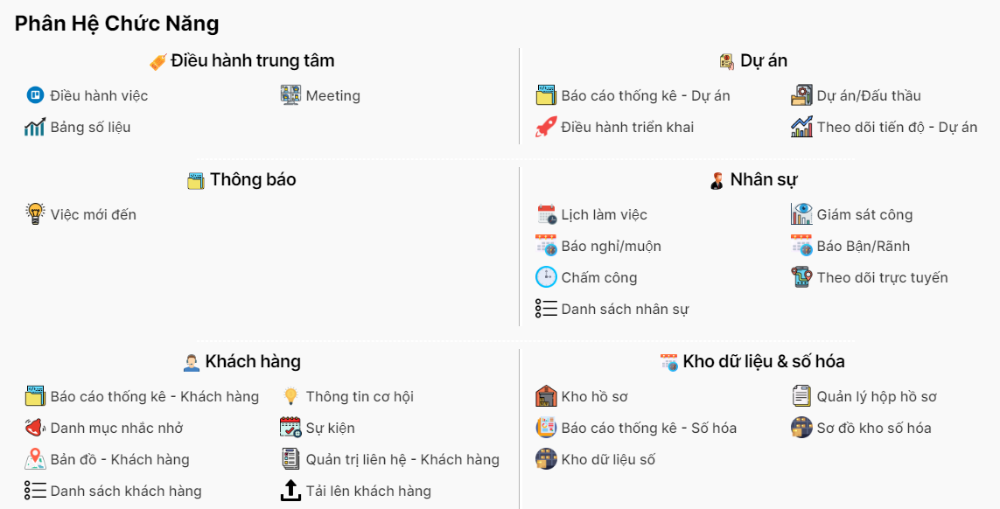 Phân Hệ Chức Năng
Điều hành trung tâm
Điều hành việc
Meeting
Bảng số liệu
Dự án
Báo cáo thống kê - Dự án
Dự án/Đấu thầu
Điều hành triển khai
Theo dõi tiến độ - Dự án
Thông báo
Việc mới đến
Nhân sự
Lịch làm việc
Giám sát công
Báo nghỉ/muộn
Báo Bận/Rãnh
Chấm công
Theo dõi trực tuyến
Danh sách nhân sự
Khách hàng
Báo cáo thống kê - Khách hàng
Thông tin cơ hội
Danh mục nhắc nhở
Sự kiện
Bản đồ - Khách hàng
Quản trị liên hệ - Khách hàng
Danh sách khách hàng
Tải lên khách hàng
Kho dữ liệu & số hóa
Kho hồ sơ
Quản lý hộp hồ sơ
Báo cáo thống kê - Số hóa
Sơ đồ kho số hóa
Kho dữ liệu số